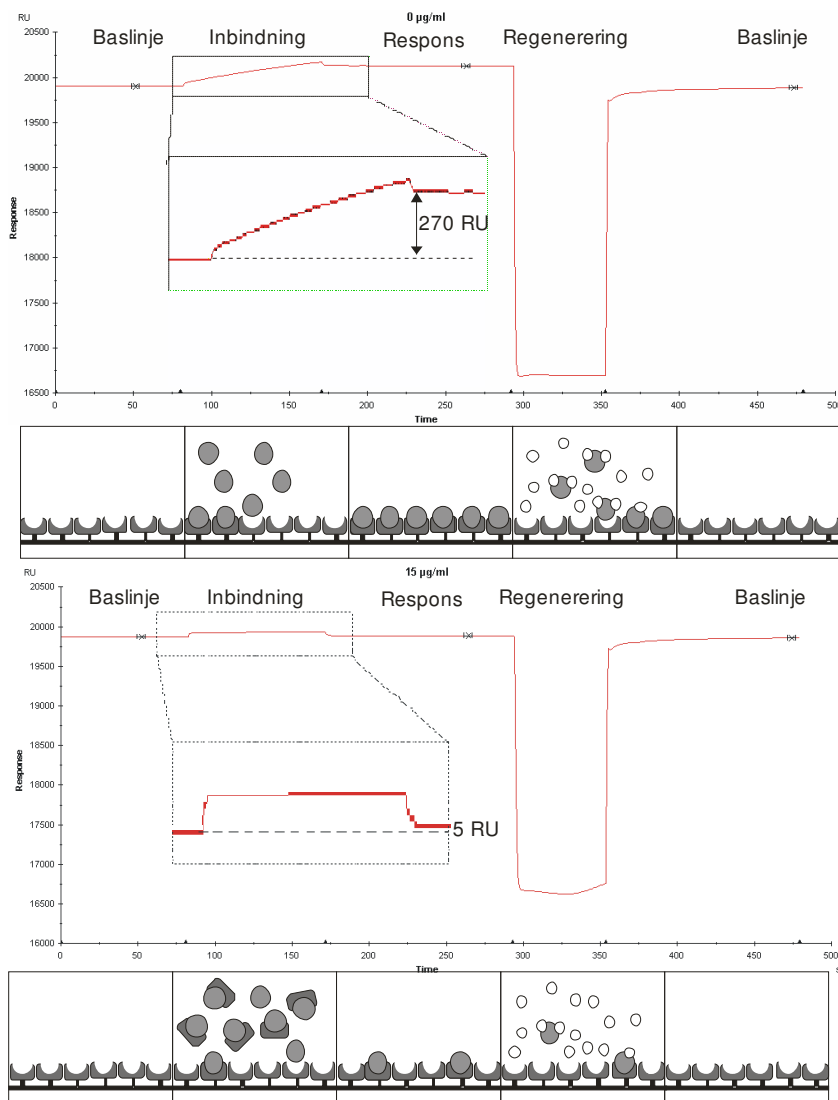 RU
0 µg/ml
20500
Baslinje Inbindning Respons Regenerering Baslinje
20000
19500
19000
18500
270 RU
18000
17500
17000
16500
0 50 100 150 200 250 300 350 400 450 500
Time
Response
RU
15 µg/ml
20500
Baslinje Inbindning Respons Regenerering Baslinje
20000
19500
19000
18500
18000
17500
5 RU
17000
16500
16000
0 50 100 150 200 250 300 350 400 450 500
Time
s
Response